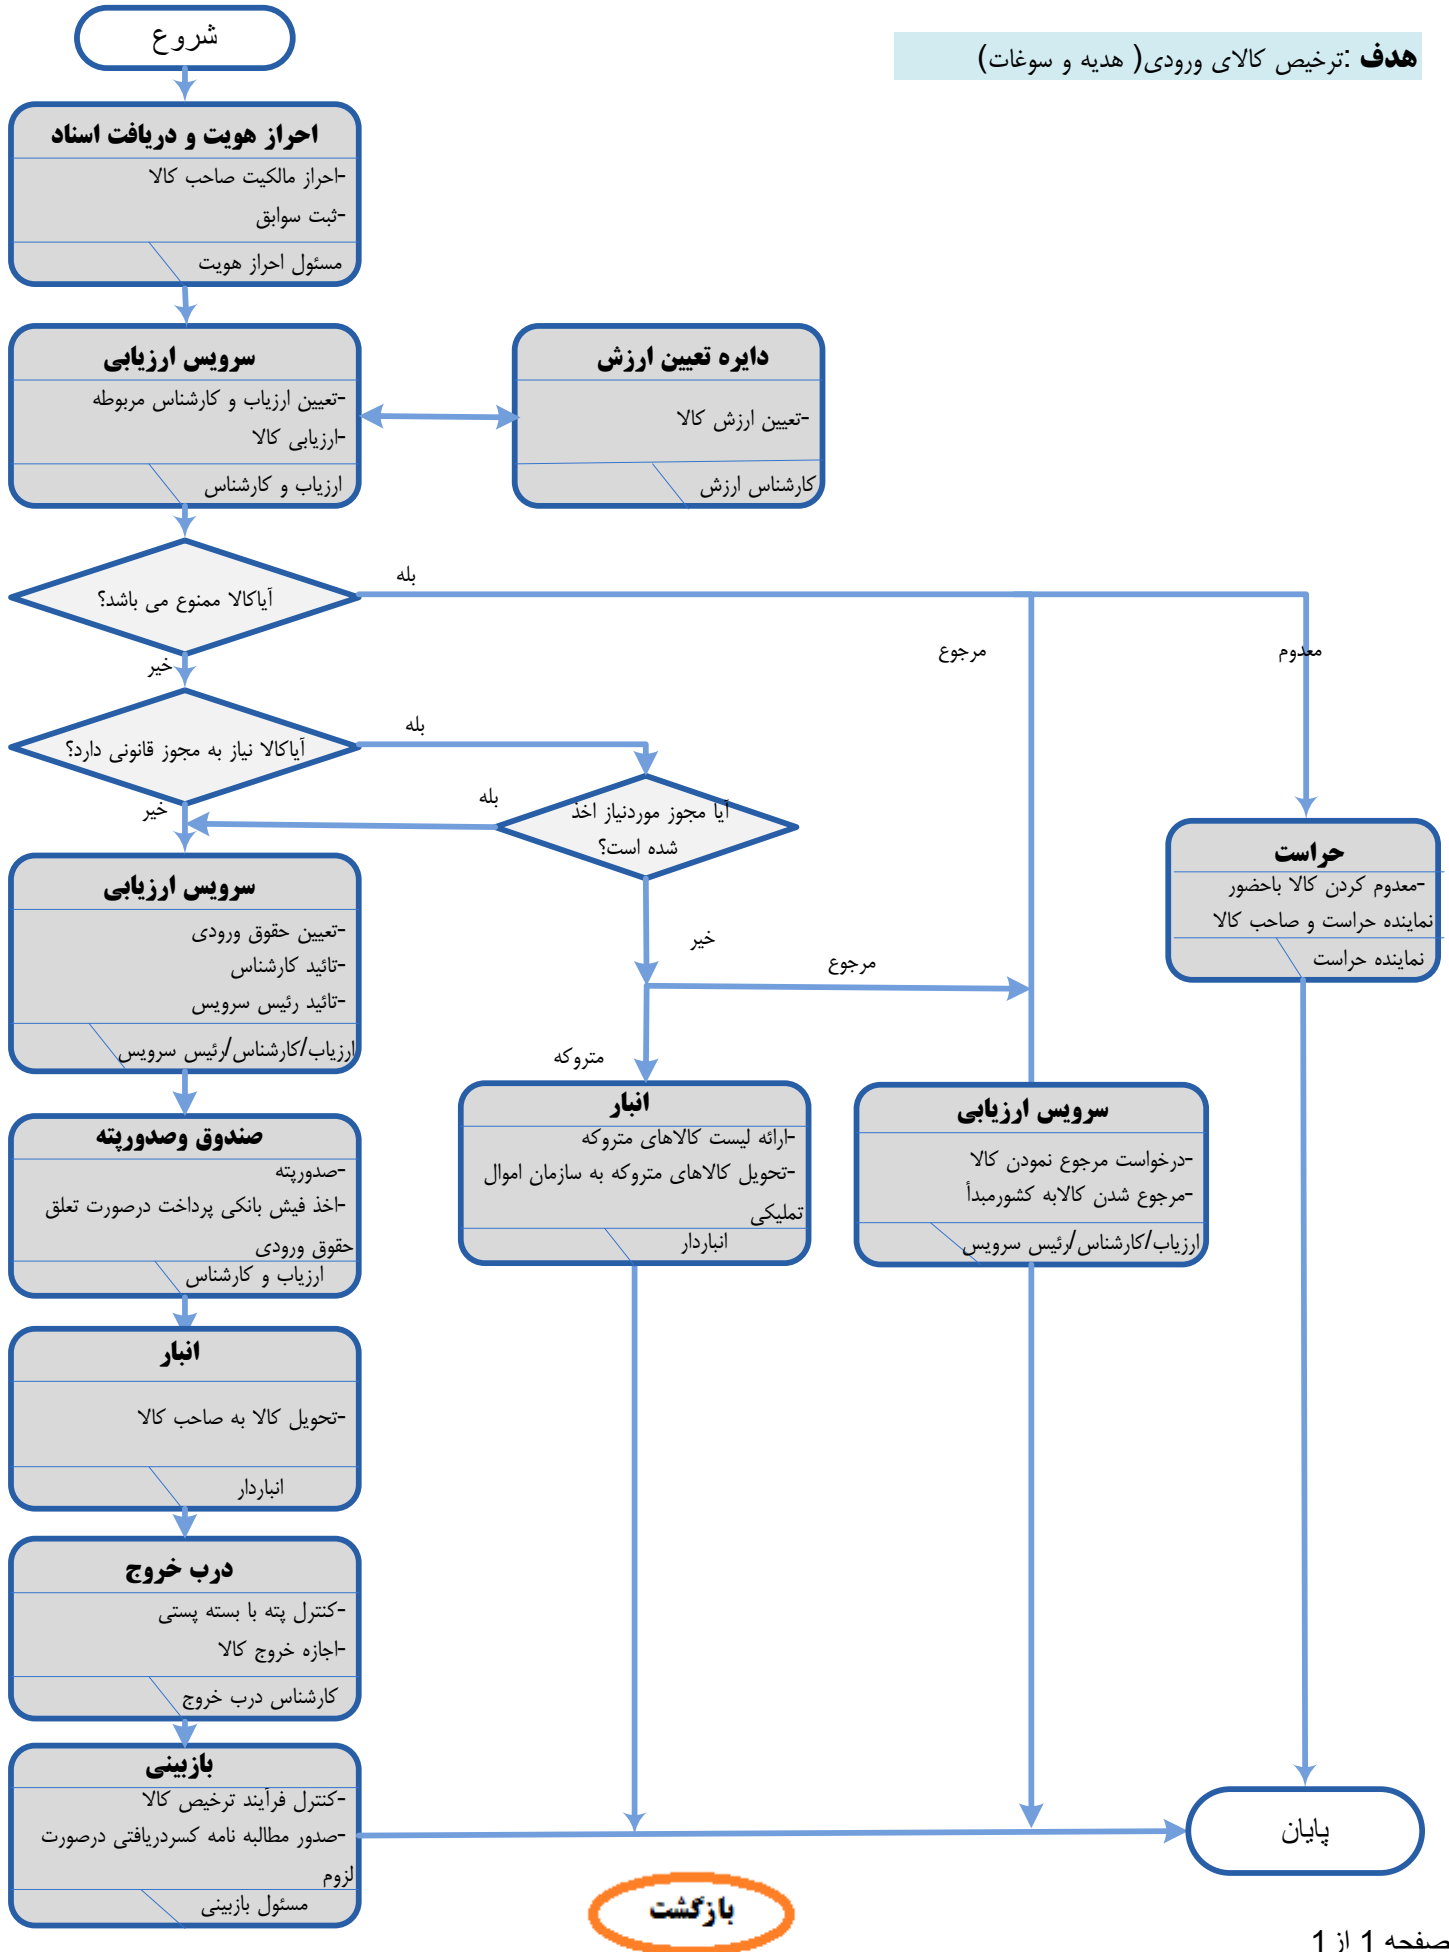 شروع
هدف :ترخیص کالای ورودی( هدیه و سوغات)
احراز هویت و دریافت اسناد
-احراز مالکیت صاحب کالا
-ثبت سوابق
مسئول احراز هویت
سرویس ارزیابی
-تعیین ارزیاب و کارشناس مربوطه
-ارزیابی کالا
ارزیاب و کارشناس
دایره تعیین ارزش
-تعیین ارزش کالا
کارشناس ارزش
آیاکالا ممنوع می باشد؟
بله
خیر
مرجوع
معدوم
آیاکالا نیاز به مجوز قانونی دارد؟
بله
خیر
آیا مجوز موردنیاز اخذ
شده است؟
بله
خیر
مرجوع
متروکه
حراست
-معدوم کردن کالا باحضور
نماینده حراست و صاحب کالا
نماینده حراست
سرویس ارزیابی
-تعیین حقوق ورودی
-تائید کارشناس
-تائید رئیس سرویس
ارزیاب/کارشناس/رئیس سرویس
انبار
-ارائه لیست کالاهای متروکه
-تحویل کالاهای متروکه به سازمان اموال
تملیکی
انباردار
سرویس ارزیابی
-درخواست مرجوع نمودن کالا
-مرجوع شدن کالابه کشورمبدأ
ارزیاب/کارشناس/رئیس سرویس
صندوق وصدورپته
-صدورپته
-اخذ فیش بانکی پرداخت درصورت تعلق
حقوق ورودی
ارزیاب و کارشناس
انبار
-تحویل کالا به صاحب کالا
انباردار
درب خروج
-کنترل پته با بسته پستی
-اجازه خروج کالا
کارشناس درب خروج
بازبینی
-کنترل فرآیند ترخیص کالا
-صدور مطالبه نامه کسردریافتی درصورت
لزوم
مسئول بازبینی
پایان
بازگشت
صفحه 1 از 1